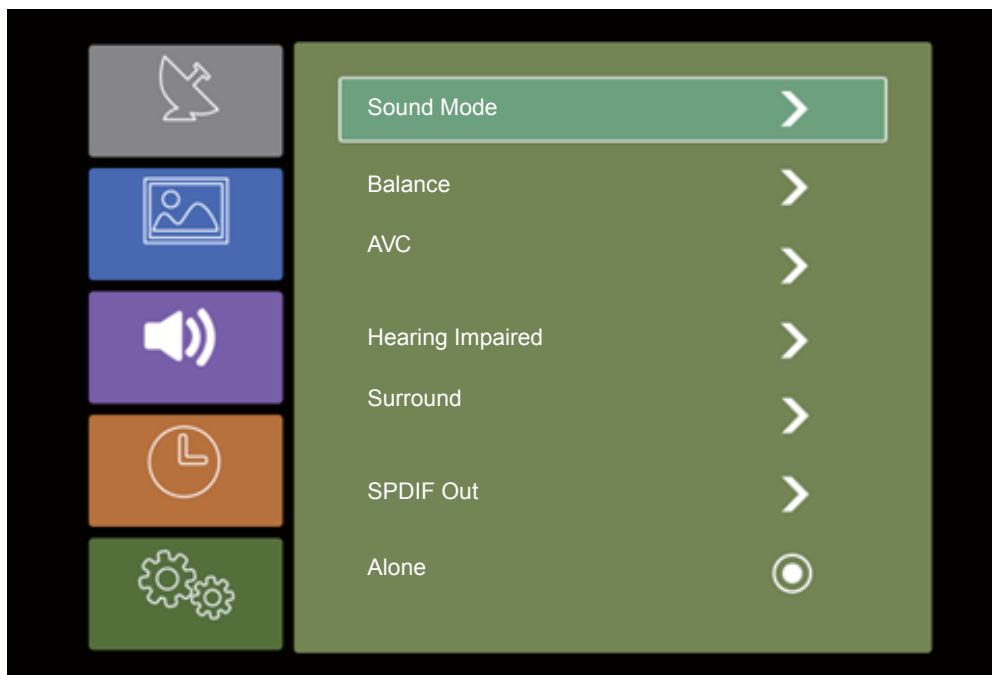 Sound Mode
Balance
AVC
Hearing Impaired
Surround
SPDIF Out
Alone